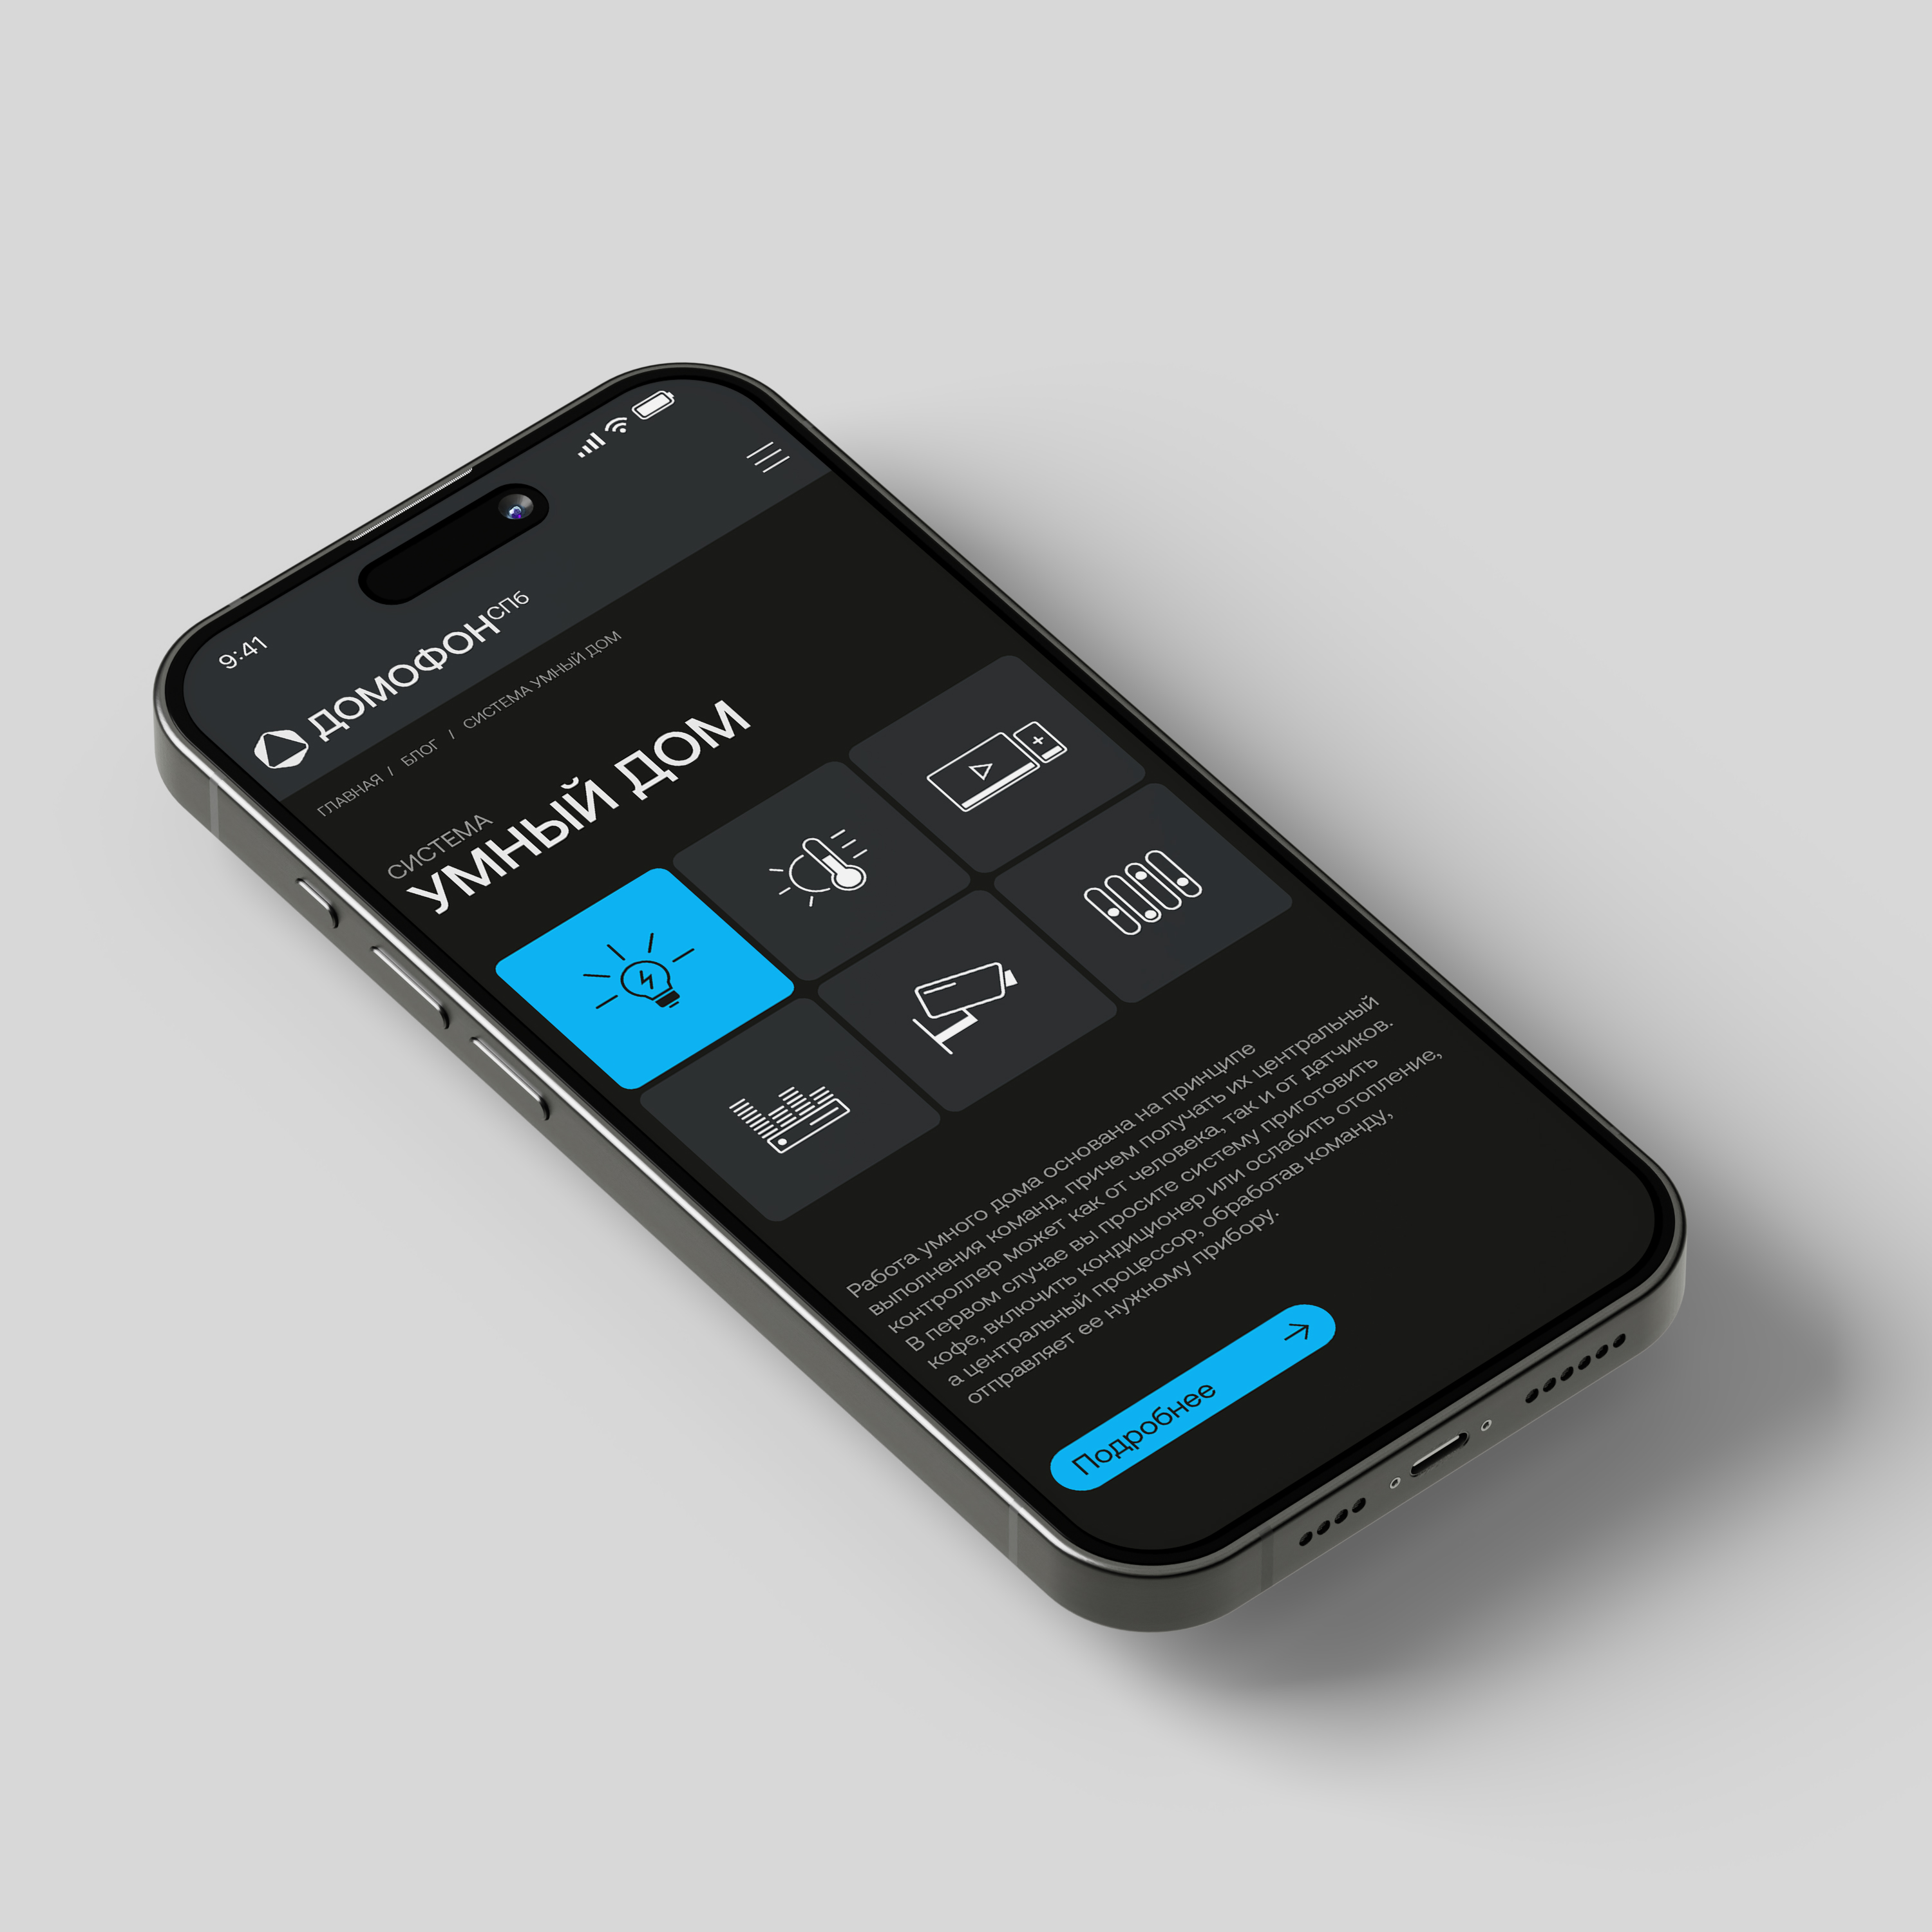 9:41
ДОМОФОНСПб
ГЛАВНАЯ / БЛОГ / СИСТЕМА УМНЫЙ ДОМ
СИСТЕМА
УМНЫЙ ДОМ
Работа умного дома основана на принципе
выполнения команд, причем получать их центральный
контроллер может как от человека, так и от датчиков.
В первом случае вы просите систему приготовить
кофе, включить кондиционер или ослабить отопление,
а центральный процессор, обработав команду,
отправляет ее нужному прибору.
Подробнее